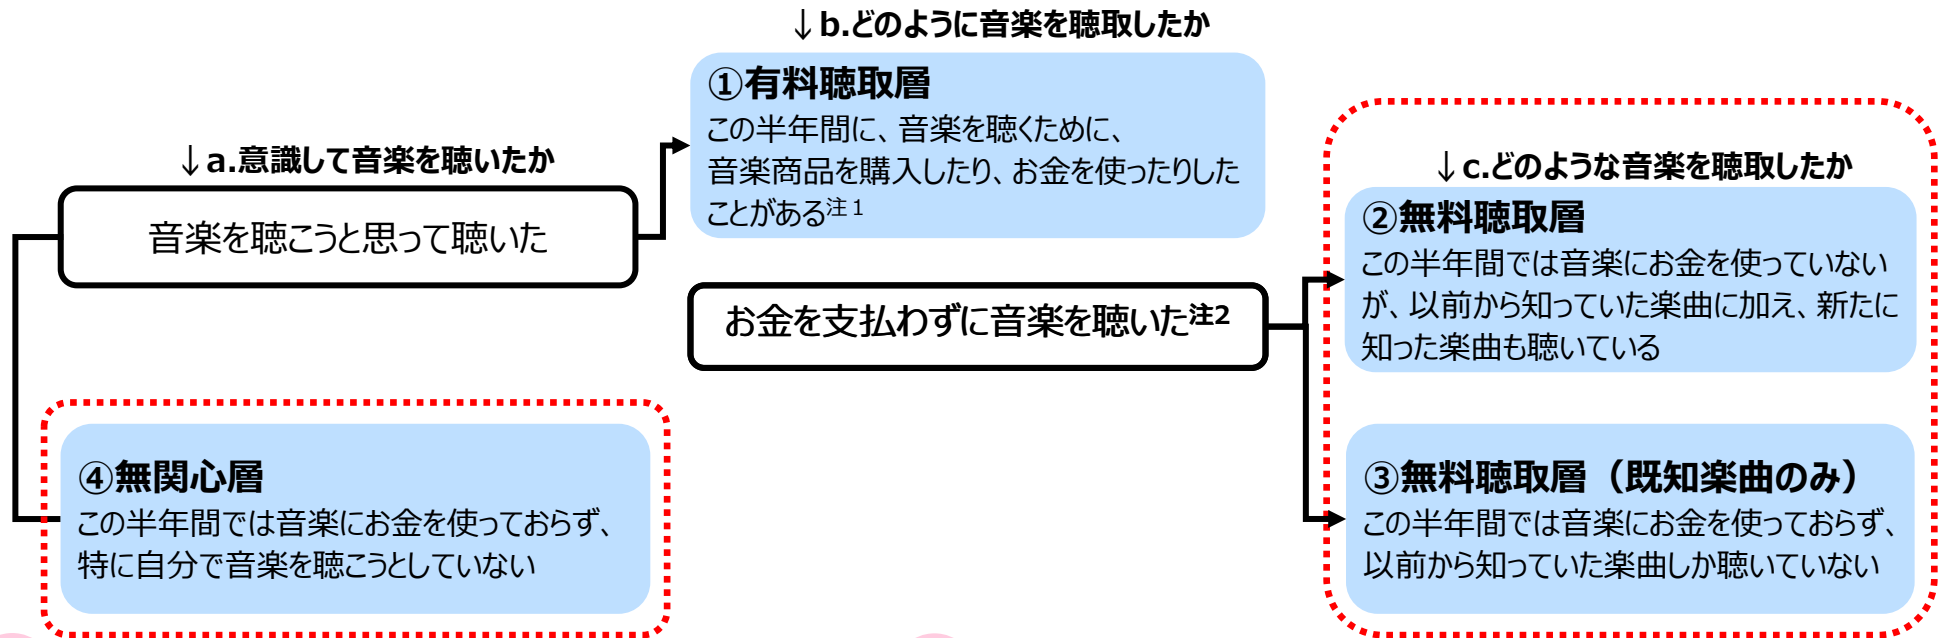 ↓a.意識して音楽を聴いたか
音楽を聴こうと思って聴いた
④無関心層
この半年間では音楽にお金を使っておらず、
特に自分で音楽を聴こうとしていない
↓b.どのように音楽を聴取したか
①有料聴取層
この半年間に、音楽を聴くために、
音楽商品を購入したり、お金を使ったりした
ことがある注1
お金を支払わずに音楽を聴いた注2
↓c.どのような音楽を聴取したか
②無料聴取層
この半年間では音楽にお金を使っていない
が、以前から知っていた楽曲に加え、新たに
知った楽曲も聴いている
③無料聴取層（既知楽曲のみ）
この半年間では音楽にお金を使っておらず、
以前から知っていた楽曲しか聴いていない